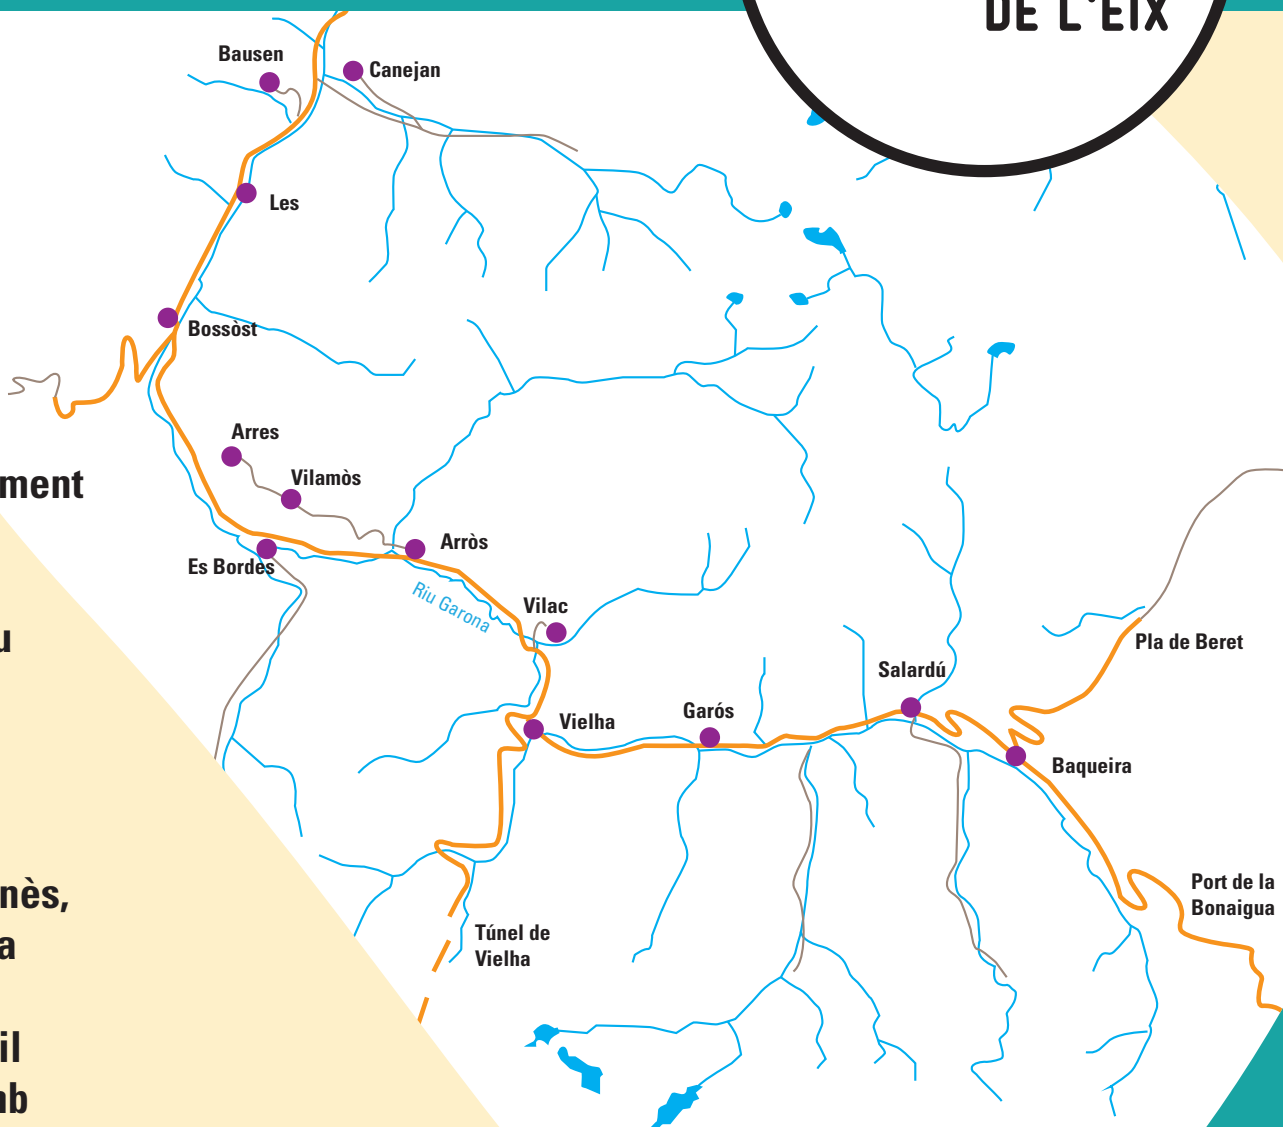 DE L'EIX
Bausen
Canejan
Les
Bossòst
Arres
ment
Vilamòs
Arròs
Es Bordes
Riu Garona
Vilac
u
Pla de Beret
Salardú
Garós
Vielha
Baqueira
nès,
Port de la
Bonaigua
a
Túnel de
Vielha
il
mb